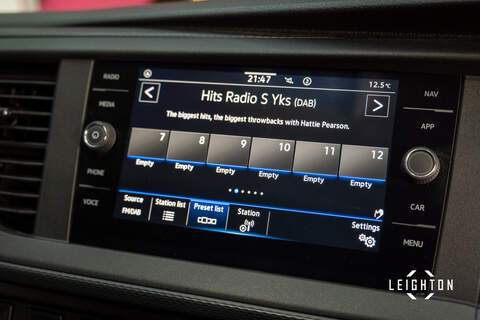 RADIO
MEDIA
PHONE
VOICE
21:47
12.5°C
Hits Radio S Yks (DAB)
The biggest hits, the biggest throwbacks with Hattie Pearson.
7 8 9 10 11 12
Empty Empty Empty Empty Empty Empty
Source Station list Preset list Station Settings
FM/DAB
NAV
APP
CAR
MENU
LEIGHTON